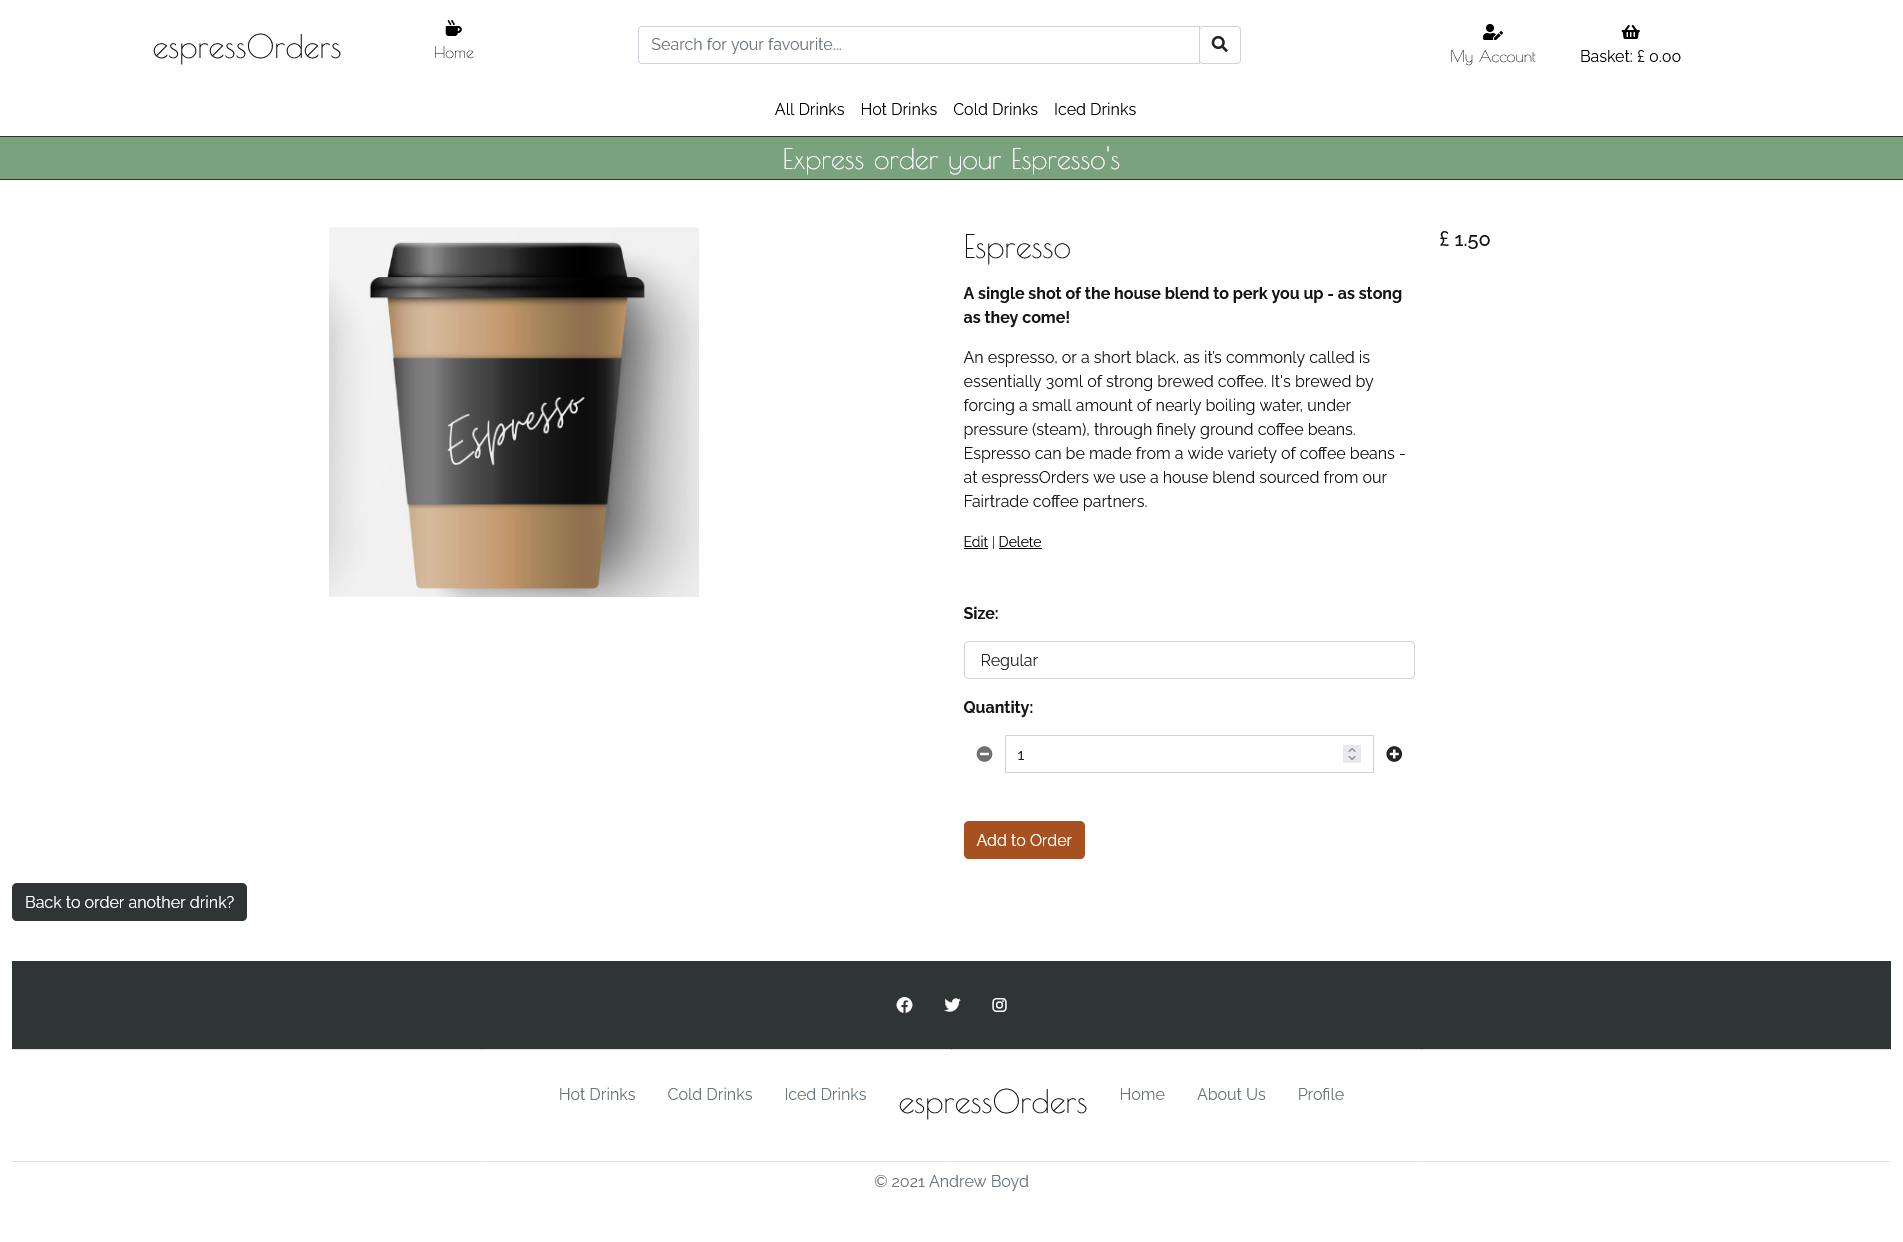 espressOrders
Home
Search for your favourite...
My Account
Basket: £ 0.00
All Drinks Hot Drinks Cold Drinks Iced Drinks
Express order your Espresso's
Espresso
Espresso
£ 1.50
A single shot of the house blend to perk you up - as stong
as they come!
An espresso, or a short black, as it's commonly called is
essentially 30ml of strong brewed coffee. It's brewed by
forcing a small amount of nearly boiling water, under
pressure (steam), through finely ground coffee beans.
Espresso can be made from a wide variety of coffee beans -
at espressOrders we use a house blend sourced from our
Fairtrade coffee partners.
Edit | Delete
Size:
Regular
Quantity:
1
Add to Order
Back to order another drink?
Hot Drinks Cold Drinks Iced Drinks espressOrders Home About Us Profile
© 2021 Andrew Boyd